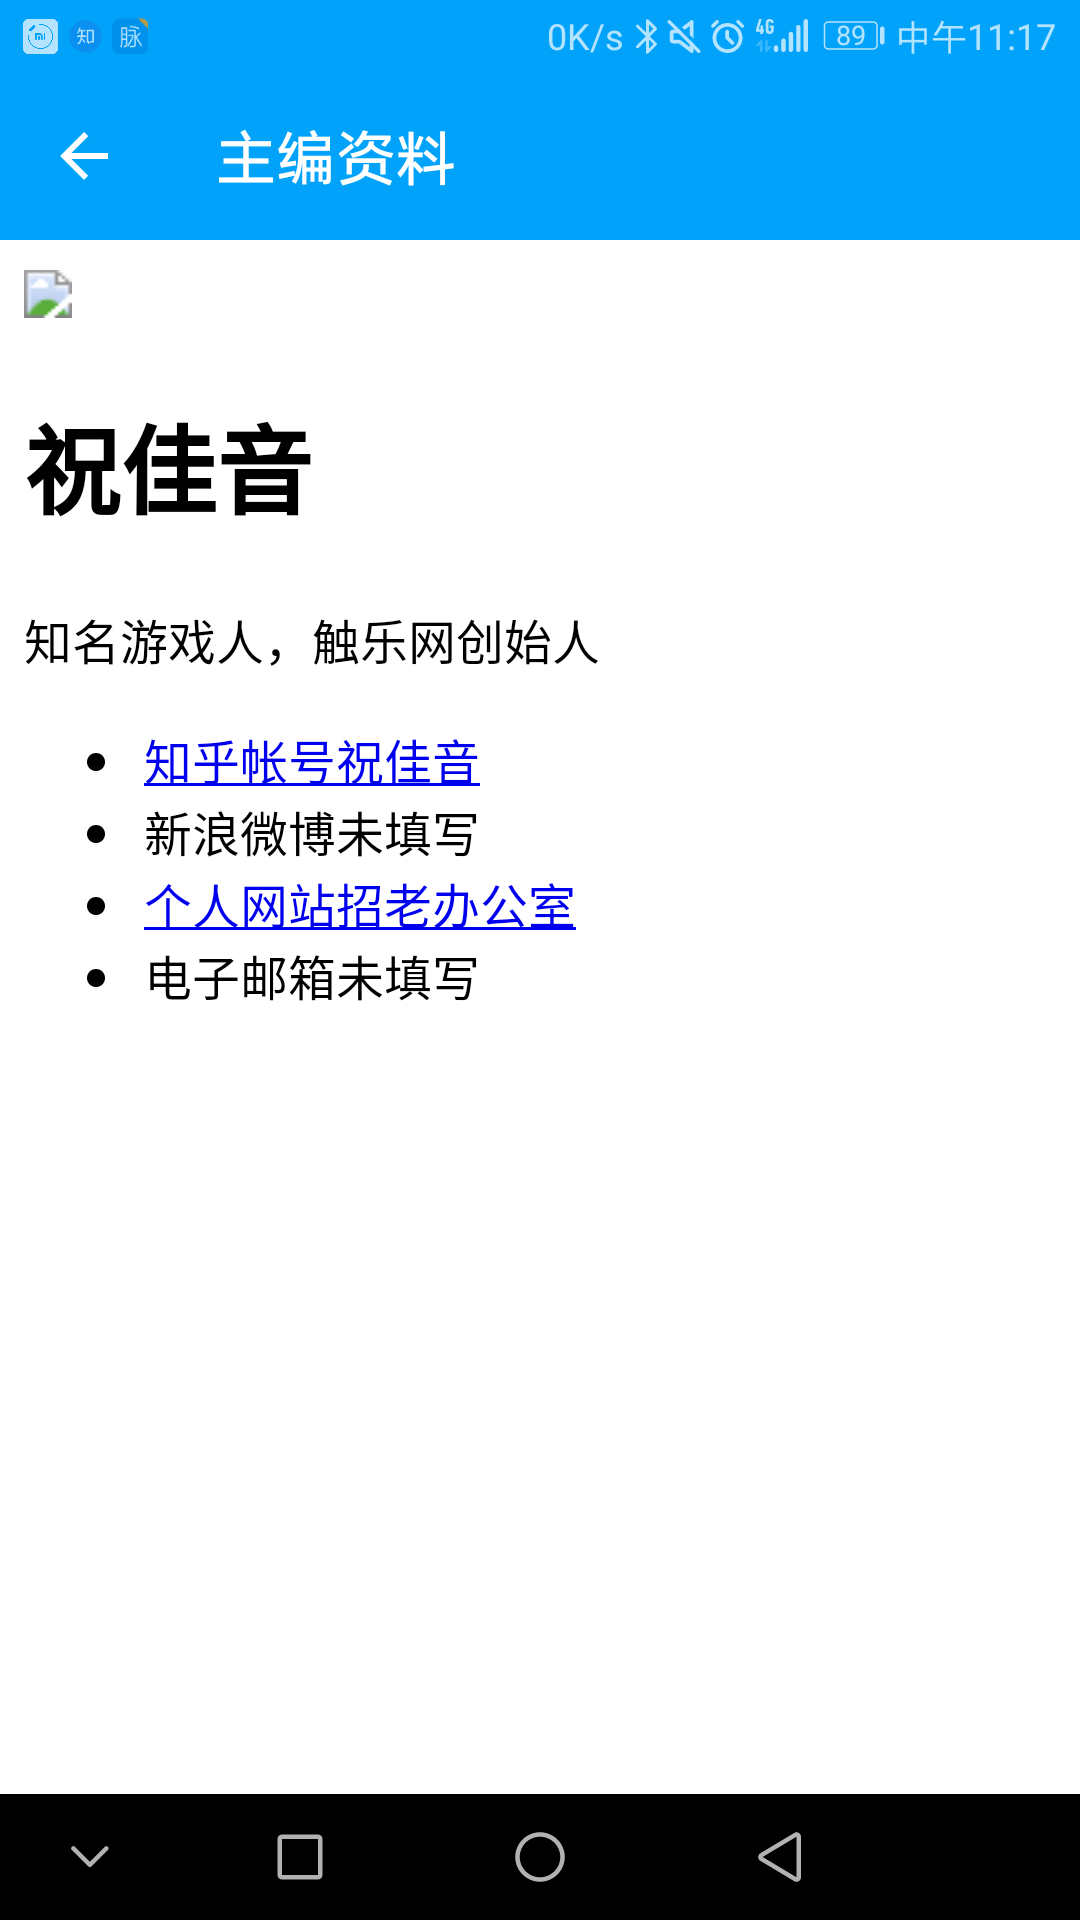 知 脉 0K/s 4G 89 中午11:17
主编资料
祝佳音
知名游戏人，触乐网创始人
知乎帐号祝佳音
新浪微博未填写
个人网站招老办公室
电子邮箱未填写